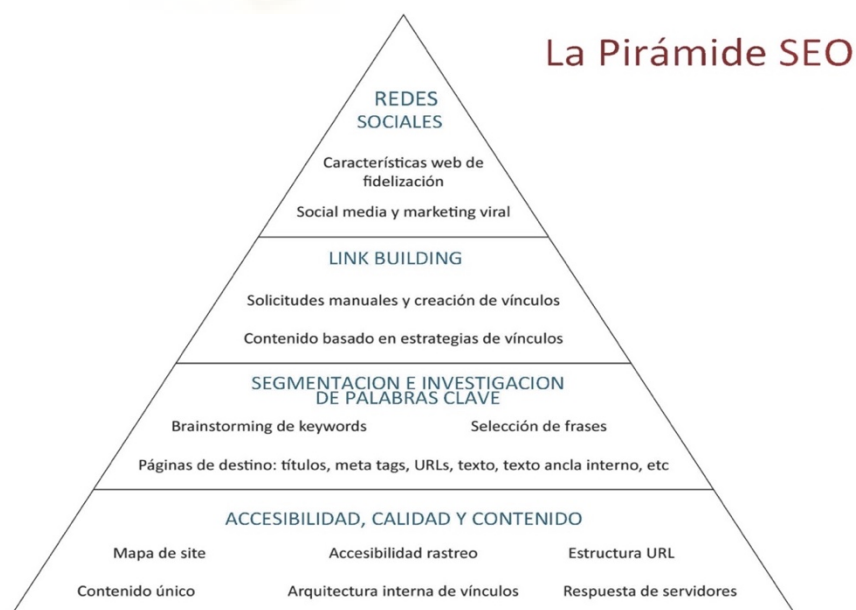 La Pirámide SEO
REDES
SOCIALES
Características web de
fidelización
Social media y marketing viral
LINK BUILDING
Solicitudes manuales y creación de vínculos
Contenido basado en estrategias de vínculos
SEGMENTACION E INVESTIGACION
DE PALABRAS CLAVE
Brainstorming de keywords Selección de frases
Páginas de destino: títulos, meta tags, URLs, texto, texto ancla interno, etc
ACCESIBILIDAD, CALIDAD Y CONTENIDO
Mapa de site Accesibilidad rastreo Estructura URL
Contenido único Arquitectura interna de vínculos Respuesta de servidores